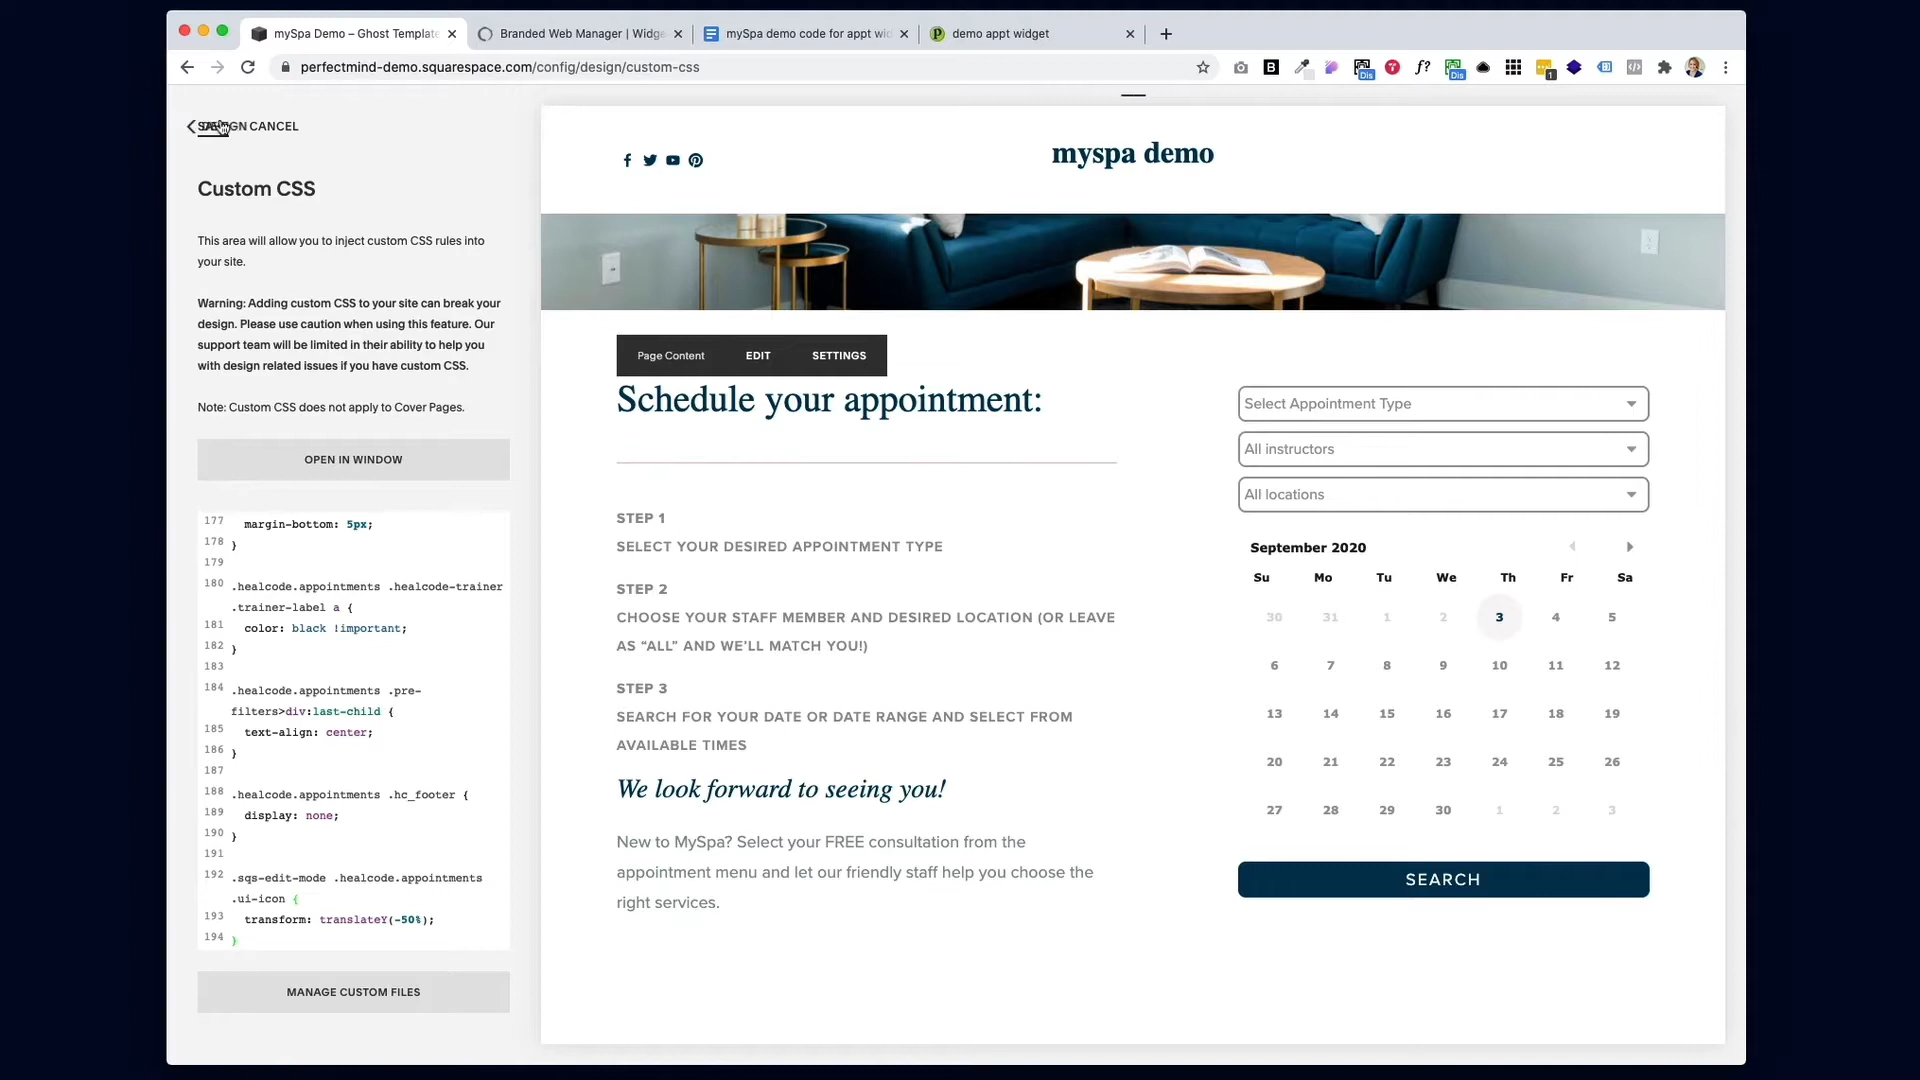 mySpa Demo – Ghost Template
Branded Web Manager | Widge
mySpa demo code for appt wid
demo appt widget
perfectmind-demo.squarespace.com/config/design/custom-css
CANCEL
Custom CSS
This area will allow you to inject custom CSS rules into
your site.
Warning: Adding custom CSS to your site can break your
design. Please use caution when using this feature. Our
support team will be limited in their ability to help you
with design related issues if you have custom CSS.
Note: Custom CSS does not apply to Cover Pages.
OPEN IN WINDOW
177 margin-bottom: 5px;
178 }
179
180 .healcode.appointments .healcode-trainer
.trainer-label a {
181 color: black !important;
182 }
183
184 .healcode.appointments .pre-
filters>div:last-child {
185 text-align: center;
186 }
187
188 .healcode.appointments .hc_footer {
189 display: none;
190 }
191
192 .sqs-edit-mode .healcode.appointments
.ui-icon {
193 transform: translateY(-50%);
194 }
MANAGE CUSTOM FILES
myspa demo
Page Content EDIT SETTINGS
Schedule your appointment:
STEP 1
SELECT YOUR DESIRED APPOINTMENT TYPE
STEP 2
CHOOSE YOUR STAFF MEMBER AND DESIRED LOCATION (OR LEAVE
AS “ALL” AND WE’LL MATCH YOU!)
STEP 3
SEARCH FOR YOUR DATE OR DATE RANGE AND SELECT FROM
AVAILABLE TIMES
We look forward to seeing you!
New to MySpa? Select your FREE consultation from the
appointment menu and let our friendly staff help you choose the
right services.
Select Appointment Type
All instructors
All locations
September 2020
Su Mo Tu We Th Fr Sa
30 31 1 2 3 4 5
6 7 8 9 10 11 12
13 14 15 16 17 18 19
20 21 22 23 24 25 26
27 28 29 30 1 2 3
SEARCH